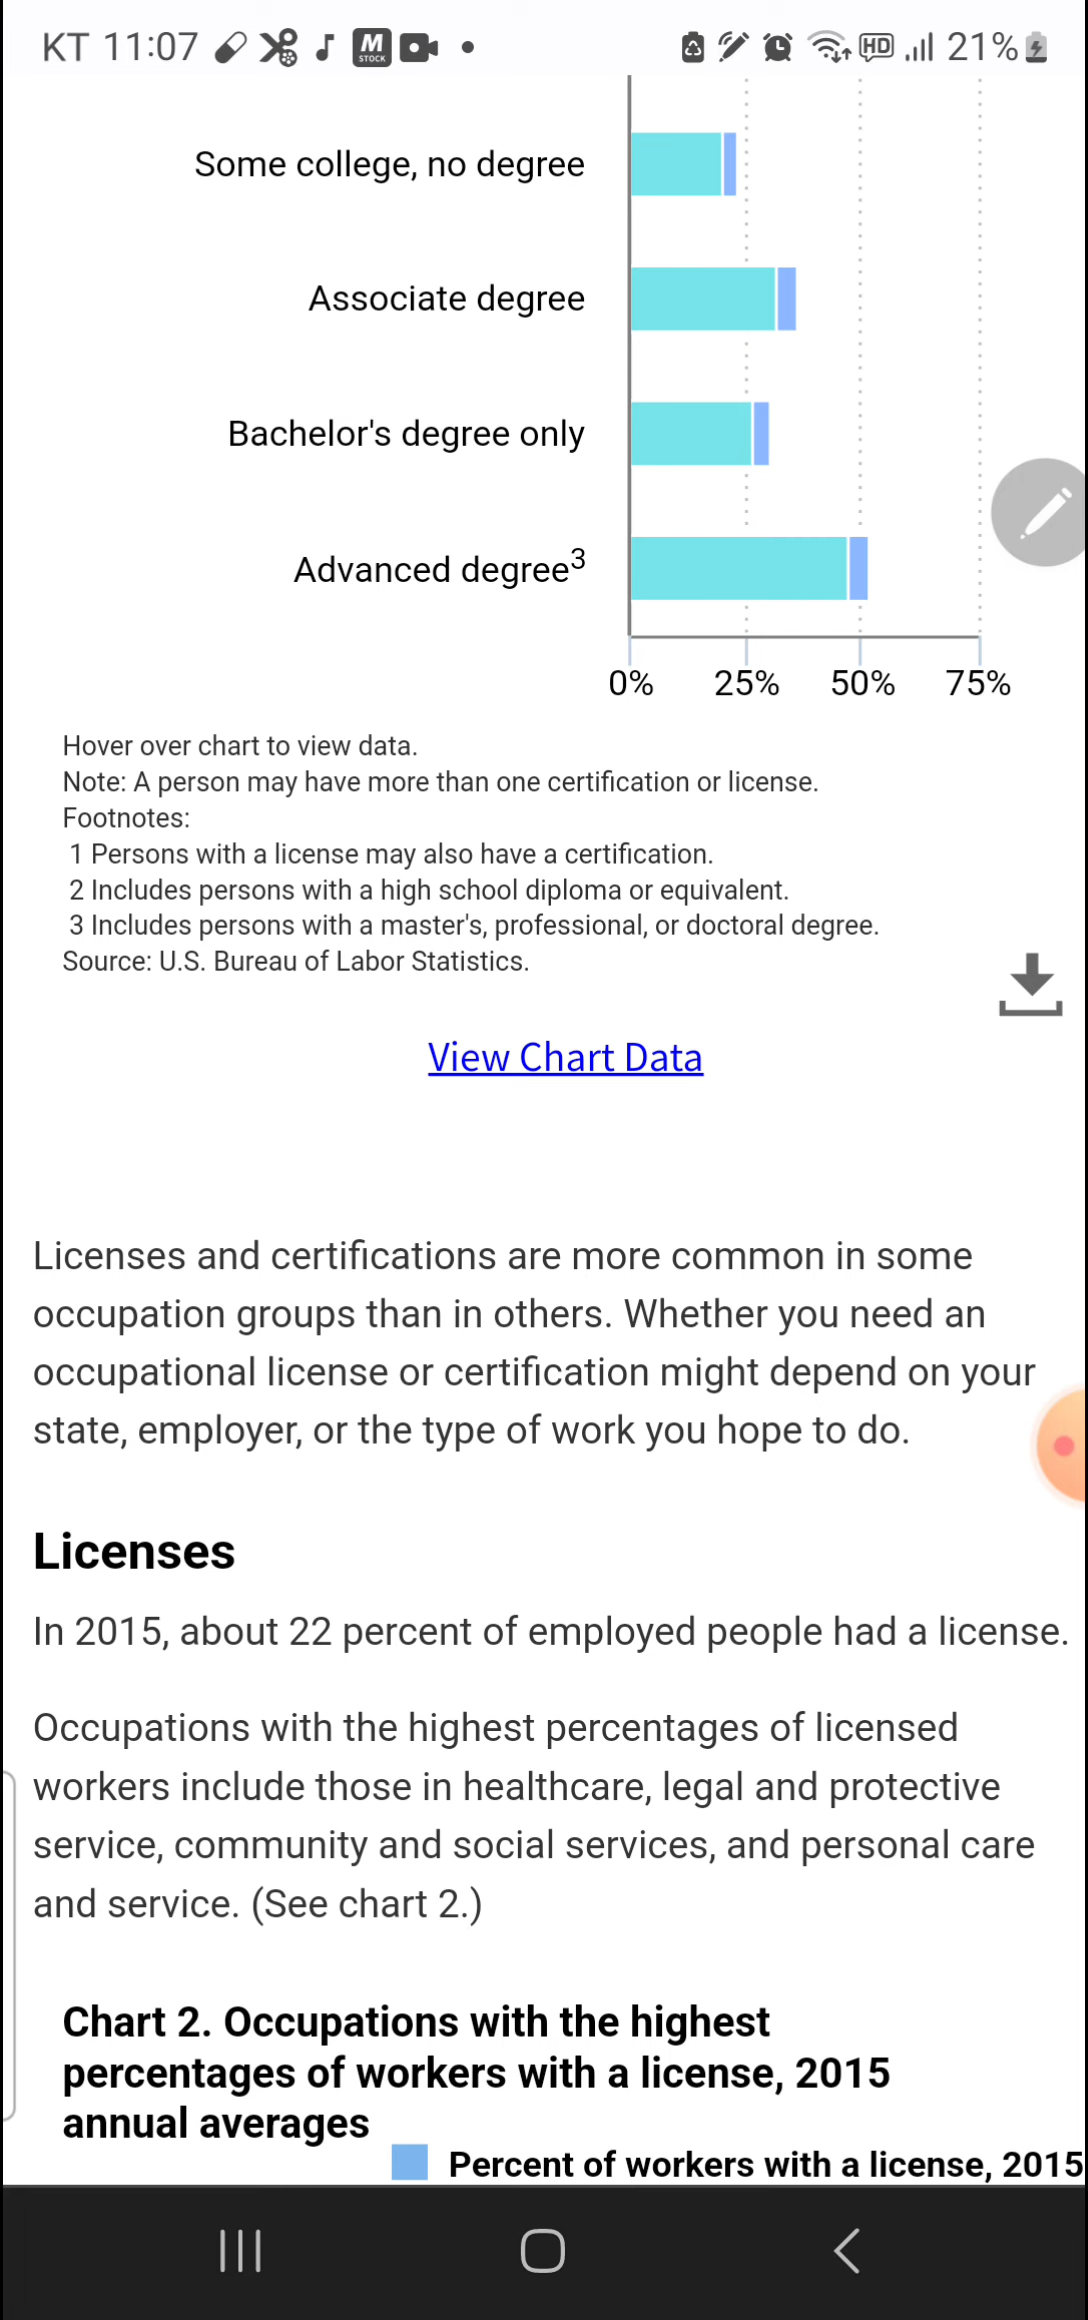 KT 11:07
M
STOCK
HD
21%
Some college, no degree
Associate degree
Bachelor's degree only
Advanced degree3
0% 25% 50% 75%
Hover over chart to view data.
Note: A person may have more than one certification or license.
Footnotes:
1 Persons with a license may also have a certification.
2 Includes persons with a high school diploma or equivalent.
3 Includes persons with a master's, professional, or doctoral degree.
Source: U.S. Bureau of Labor Statistics.
View Chart Data
Licenses and certifications are more common in some
occupation groups than in others. Whether you need an
occupational license or certification might depend on your
state, employer, or the type of work you hope to do.
Licenses
In 2015, about 22 percent of employed people had a license.
Occupations with the highest percentages of licensed
workers include those in healthcare, legal and protective
service, community and social services, and personal care
and service. (See chart 2.)
Chart 2. Occupations with the highest
percentages of workers with a license, 2015
annual averages
Percent of workers with a license, 2015